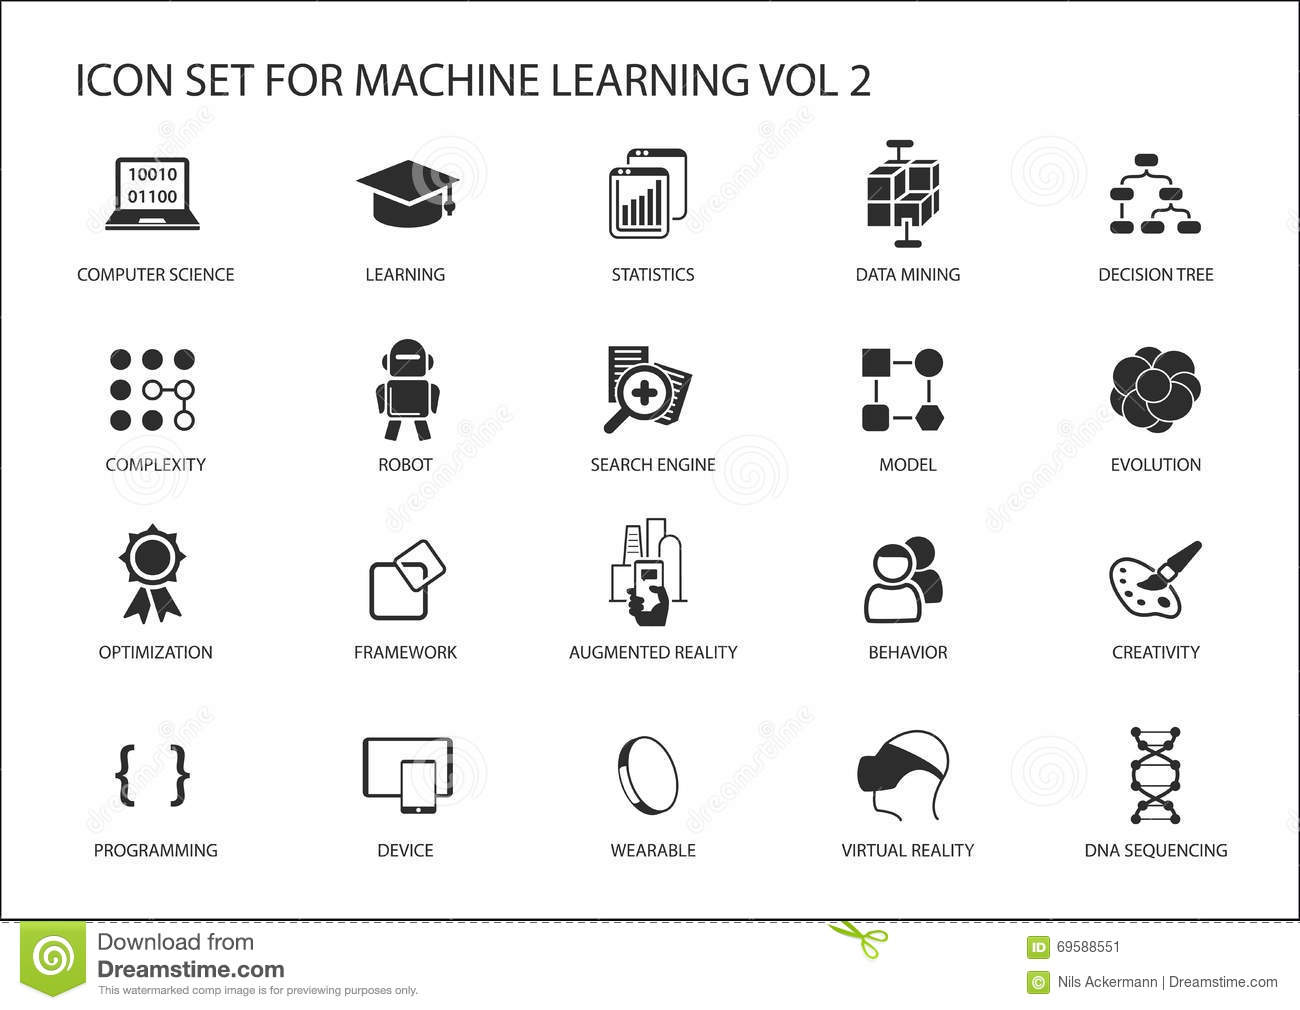 ICON SET FOR MACHINE LEARNING VOL 2
10010
01100
COMPUTER SCIENCE
LEARNING
STATISTICS
DATA MINING
DECISION TREE
COMPLEXITY
ROBOT
SEARCH ENGINE
MODEL
EVOLUTION
OPTIMIZATION
FRAMEWORK
AUGMENTED REALITY
BEHAVIOR
CREATIVITY
PROGRAMMING
{ }
DEVICE
WEARABLE
VIRTUAL REALITY
DNA SEQUENCING
dreamstime
Download from
Dreamstime.com
This watermarked comp image is for previewing purposes only.
ID 69588551
© Nils Ackermann | Dreamstime.com